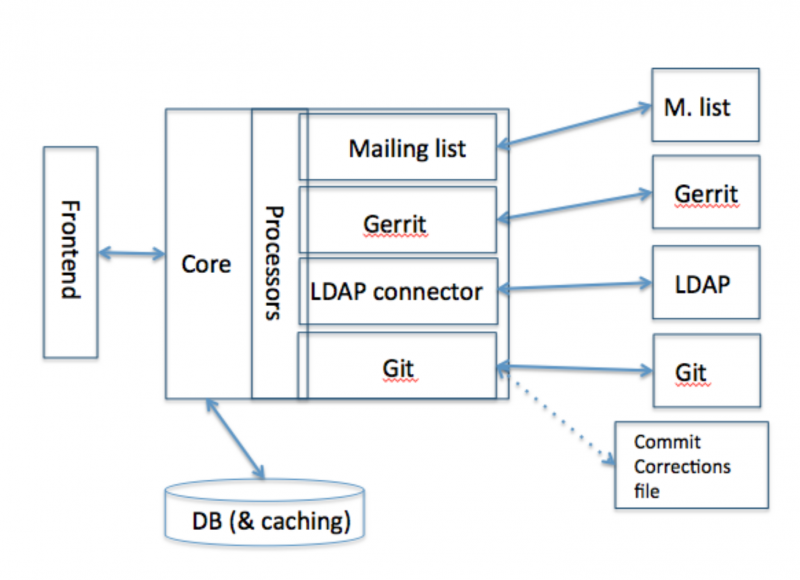 Frontend
Core
Processors
Mailing list
Gerrit
LDAP connector
Git
M. list
Gerrit
LDAP
Git
Commit
Corrections
file
DB (& caching)